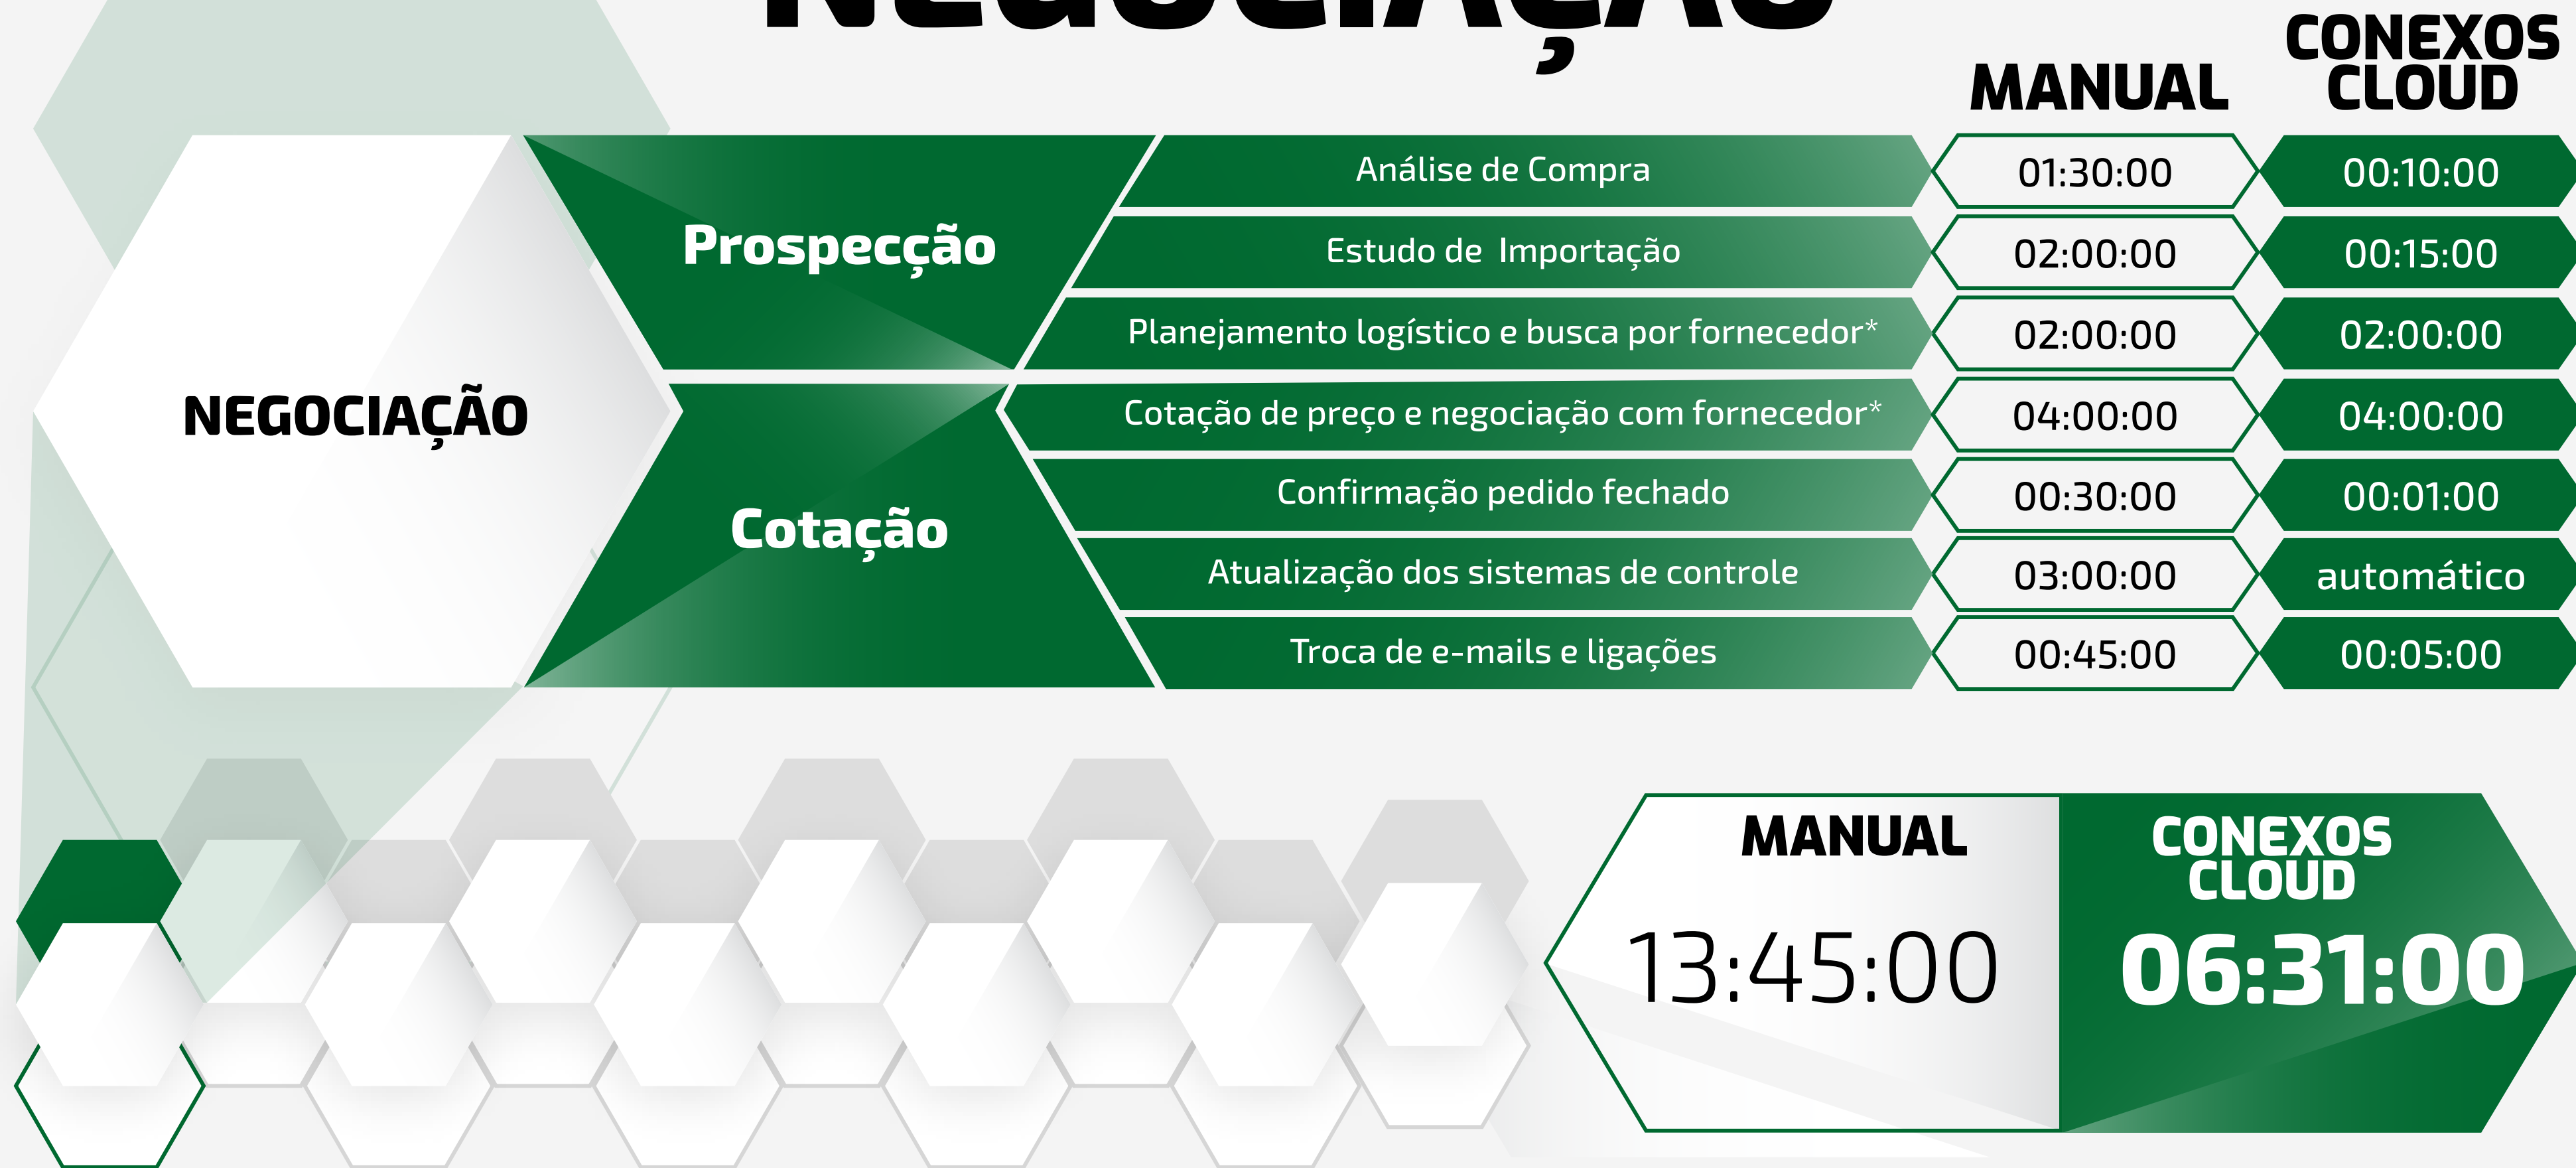 NEGOCIAÇÃO
MANUAL
CONEXOS
CLOUD
NEGOCIAÇÃO
Prospecção
Análise de Compra
01:30:00
00:10:00
Estudo de  Importação
02:00:00
00:15:00
Planejamento logístico e busca por fornecedor*
02:00:00
02:00:00
Cotação
Cotação de preço e negociação com fornecedor*
04:00:00
04:00:00
Confirmação pedido fechado
00:30:00
00:01:00
Atualização dos sistemas de controle
03:00:00
automático
Troca de e-mails e ligações
00:45:00
00:05:00
MANUAL
13:45:00
CONEXOS
CLOUD
06:31:00